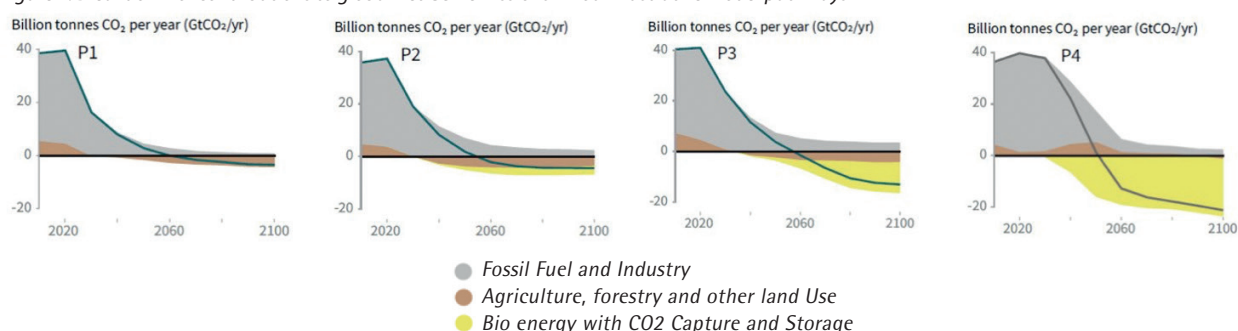 Billion tonnes CO₂ per year (GtCO₂/yr)
40
P1
20
0
-20
2020
2060
2100
Billion tonnes CO₂ per year (GtCO₂/yr)
40
P2
20
0
-20
2020
2060
2100
Billion tonnes CO₂ per year (GtCO₂/yr)
40
P3
20
0
-20
2020
2060
2100
Billion tonnes CO₂ per year (GtCO₂/yr)
40
P4
20
0
-20
2020
2060
2100
Fossil Fuel and Industry
Agriculture, forestry and other land Use
Bio energy with CO2 Capture and Storage